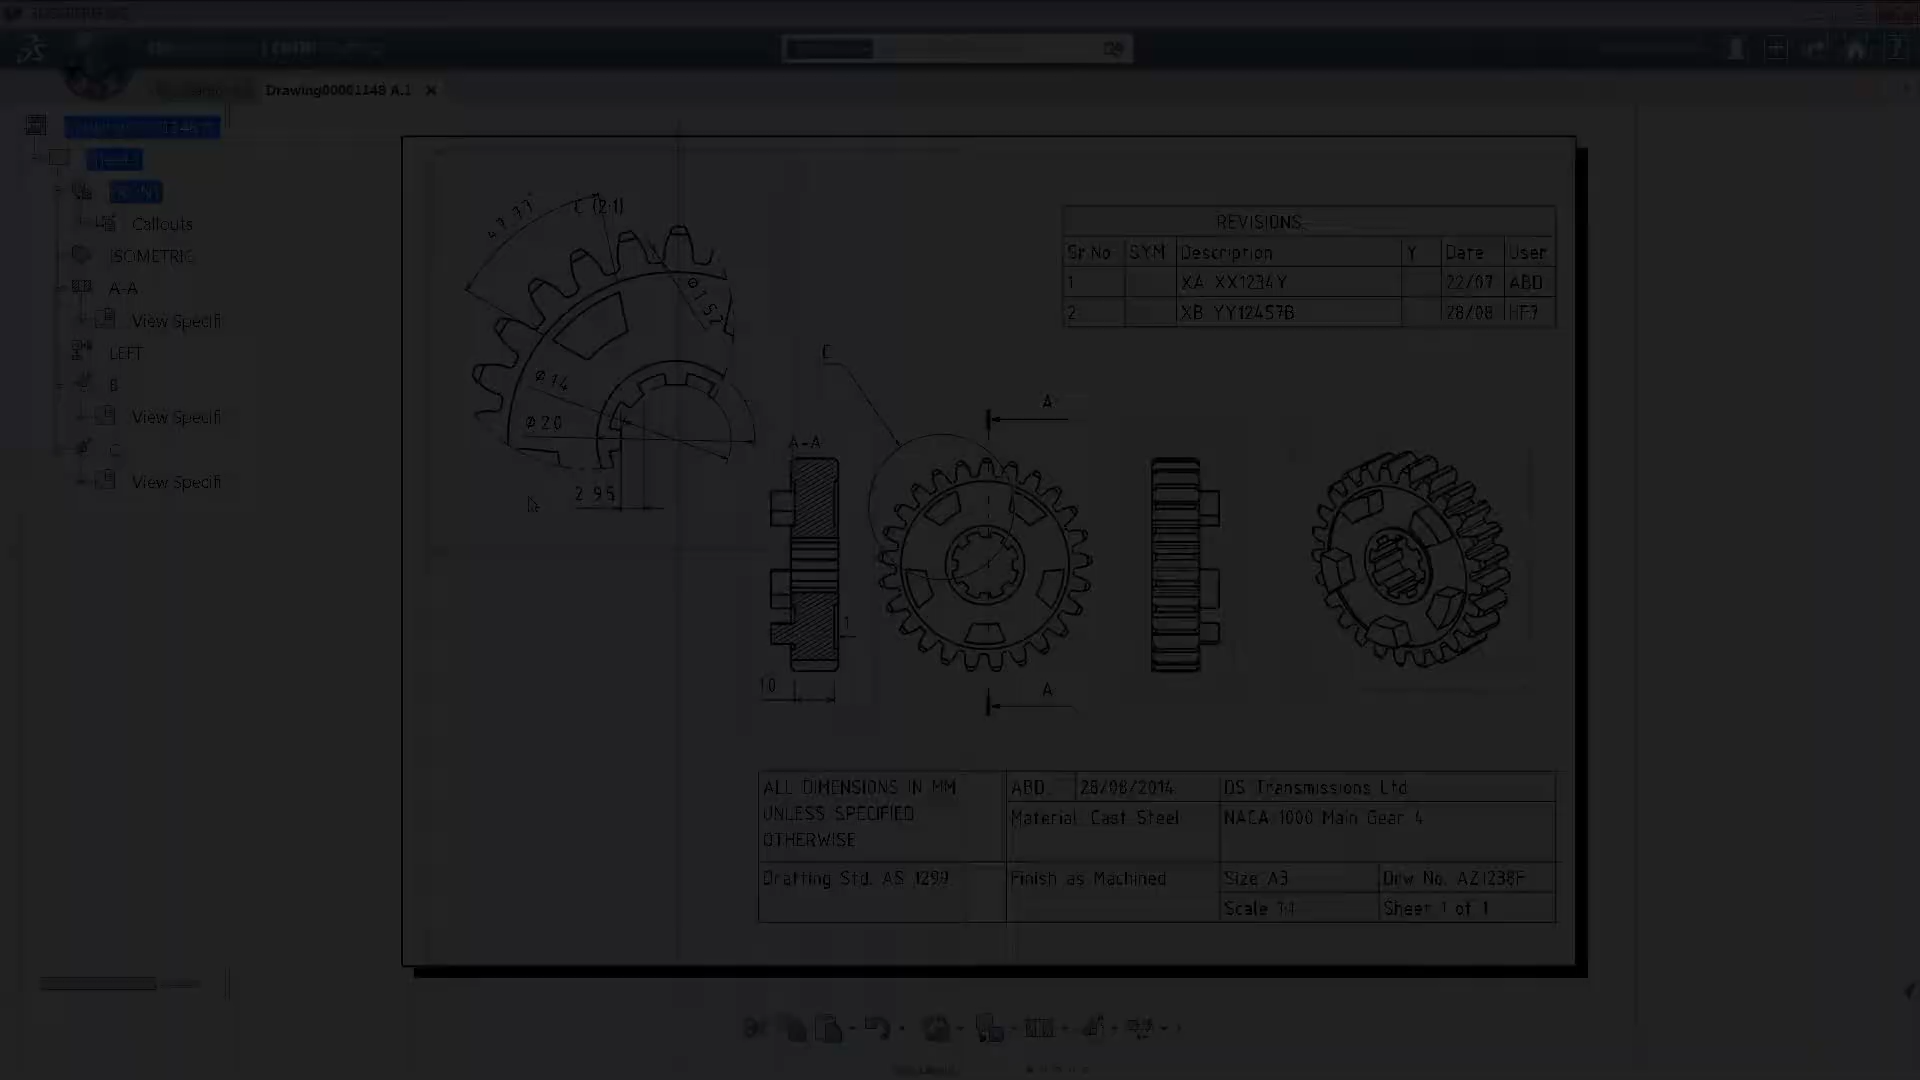 Drawing00001148 A.1
Callouts
ISOMETRIC
A-A
View Specifi
LEFT
B
View Specifi
C
View Specifi
C (2:1)
⌀152
⌀14
⌀20
2.95
REVISIONS
Sr.No SYM Description Y Date User
1 XA XX1234Y 22/07 ABD
2 XB YY12457B 28/08
C
A
A-A
1
10
A
ALL DIMENSIONS IN MM
UNLESS SPECIFIED
OTHERWISE
ABD. 28/08/2014
DS Transmissions Ltd
Material: Cast Steel
NACA 1000 Main Gear 4
Drafting Std. AS 1299
Finish as Machined
Size A3
Drw No. AZ1238F
Scale 1:1
Sheet 1 of 1